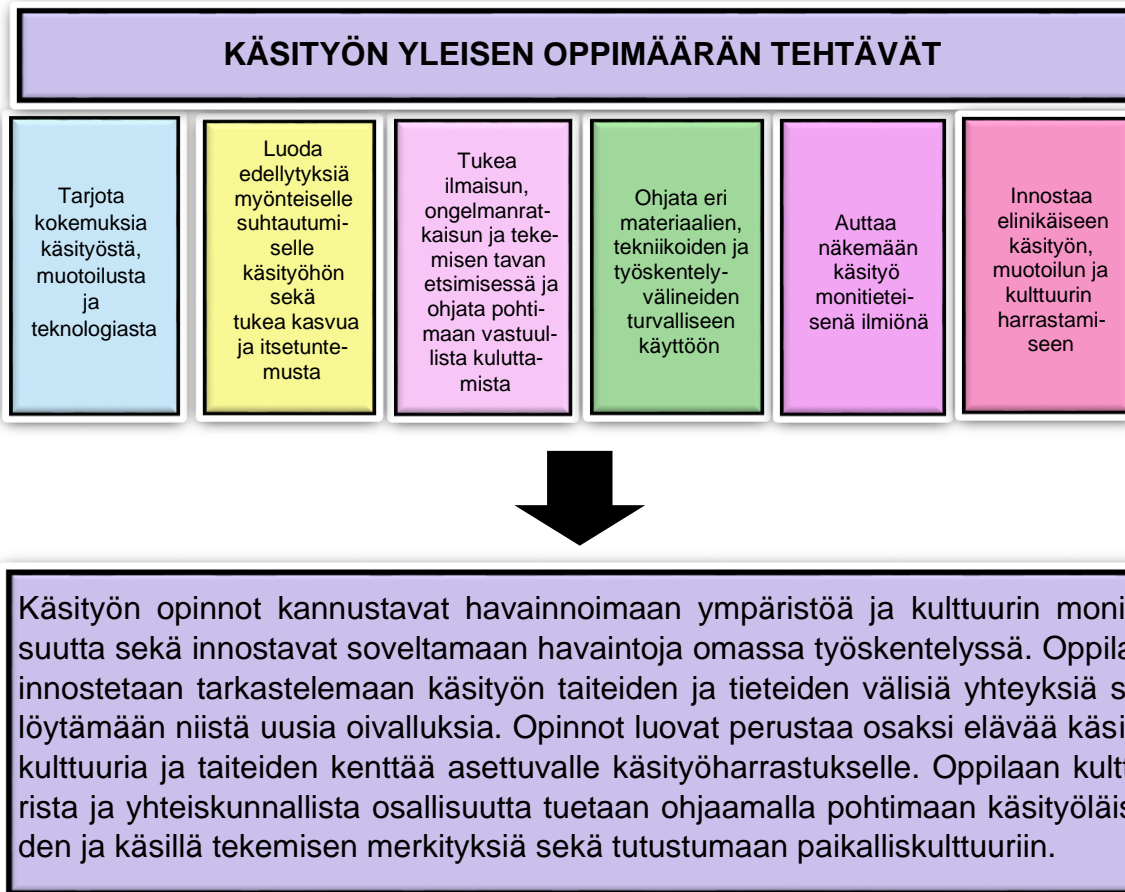 KÄSITYÖN YLEISEN OPPIMÄÄRÄN TEHTÄVÄT
Tarjota
kokemuksia
käsityöstä,
muotoilusta
ja
teknologiasta
Luoda
edellytyksiä
myönteiselle
suhtautumi-
selle
käsityöhön
sekä
tukea kasvua
ja itsetunte-
musta
Tukea
ilmaisun,
ongelmanrat-
kaisun ja teke-
misen tavan
etsimisessä ja
ohjata pohti-
maan vastuul-
lista kulutta-
mista
Ohjata eri
materiaalien,
tekniikoiden ja
työskentely-
välineiden
turvalliseen
käyttöön
Auttaa
näkemään
käsityö
monitietei-
senä ilmiönä
Innostaa
elinikäiseen
käsityön,
muotoilun ja
kulttuurin
harrastami-
seen
Käsityön opinnot kannustavat havainnoimaan ympäristöä ja kulttuurin moni
suutta sekä innostavat soveltamaan havaintoja omassa työskentelyssä. Oppila
innostetaan tarkastelemaan käsityön taiteiden ja tieteiden välisiä yhteyksiä s
löytämään niistä uusia oivalluksia. Opinnot luovat perustaa osaksi elävää käsi
kulttuuria ja taiteiden kenttää asettuvalle käsityöharrastukselle. Oppilaan kultt
rista ja yhteiskunnallista osallisuutta tuetaan ohjaamalla pohtimaan käsityöläis
den ja käsillä tekemisen merkityksiä sekä tutustumaan paikalliskulttuuriin.